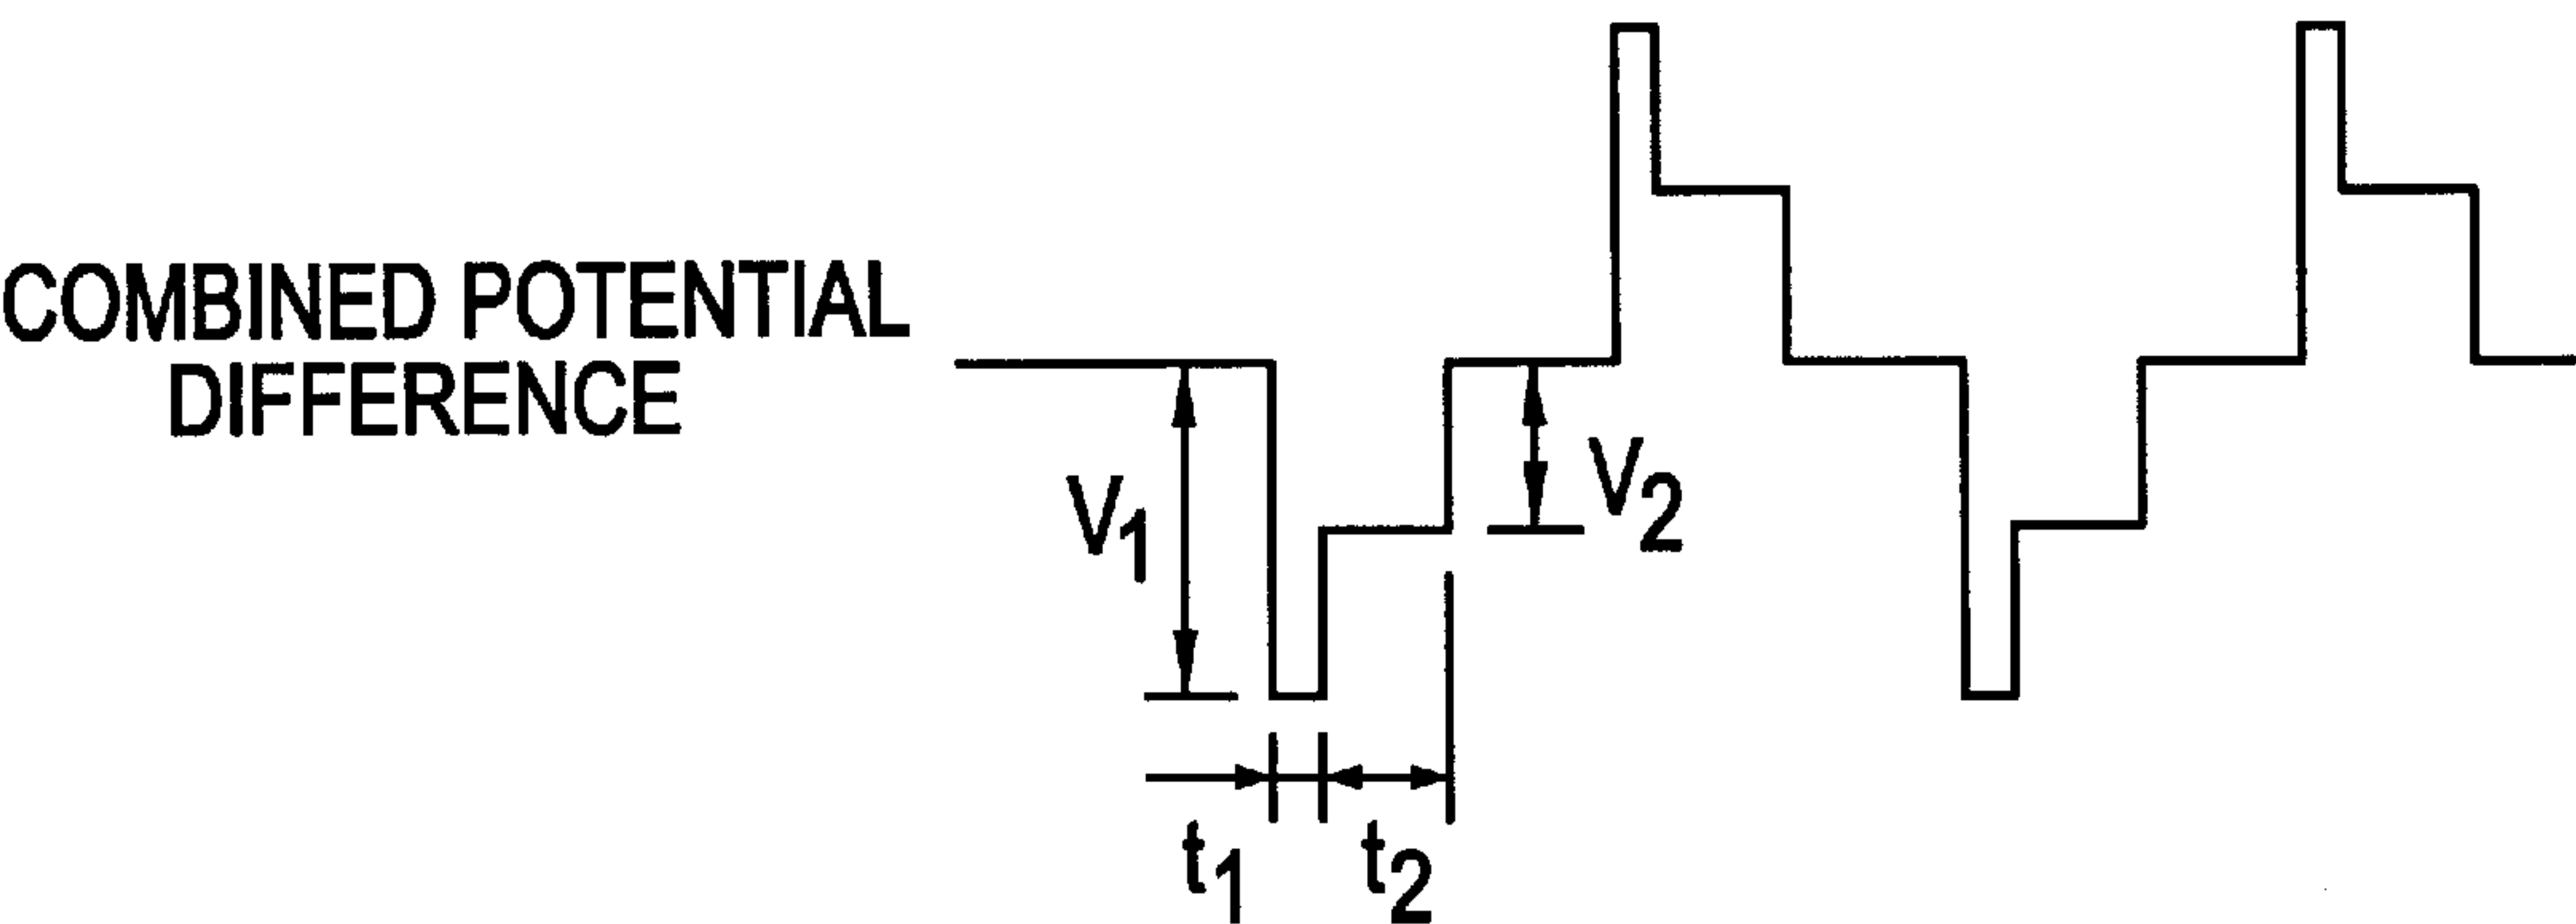 COMBINED POTENTIAL
DIFFERENCE
V1
V2
t1
t2